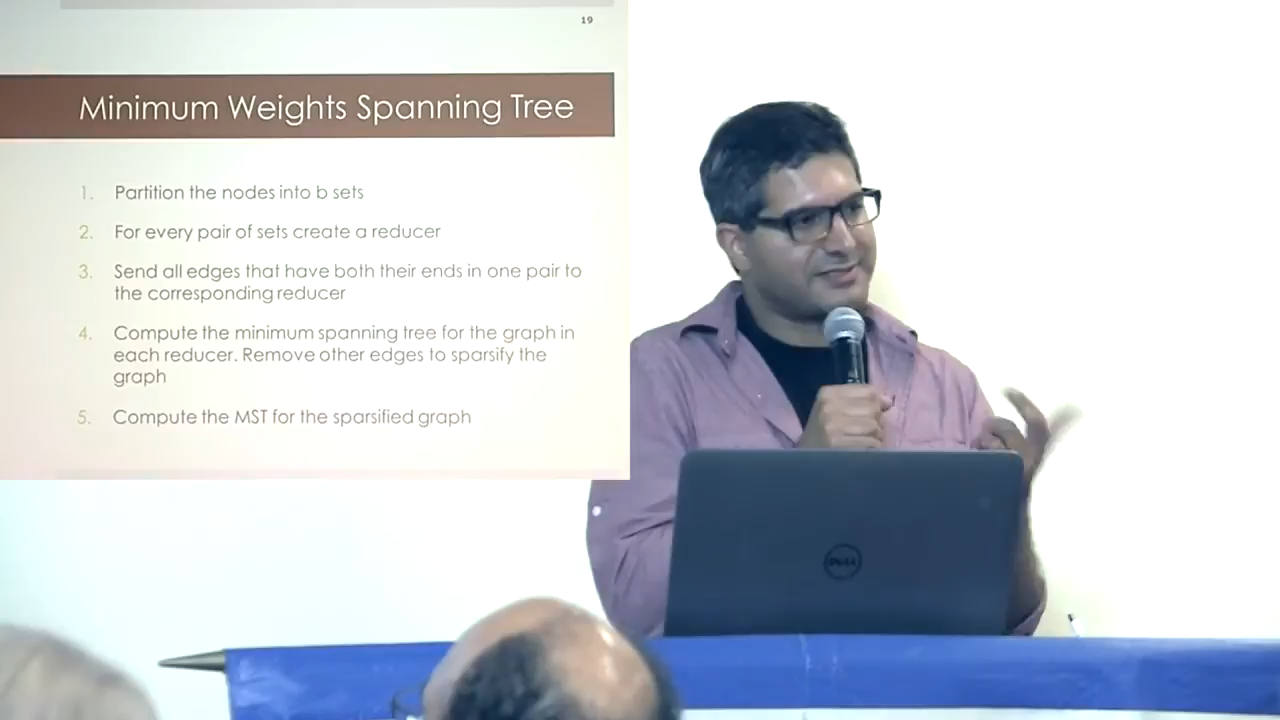 19
Minimum Weights Spanning Tree
1. Partition the nodes into b sets
2. For every pair of sets create a reducer
3. Send all edges that have both their ends in one pair to
the corresponding reducer
4. Compute the minimum spanning tree for the graph in
each reducer. Remove other edges to sparsify the
graph
5. Compute the MST for the sparsified graph
DELL